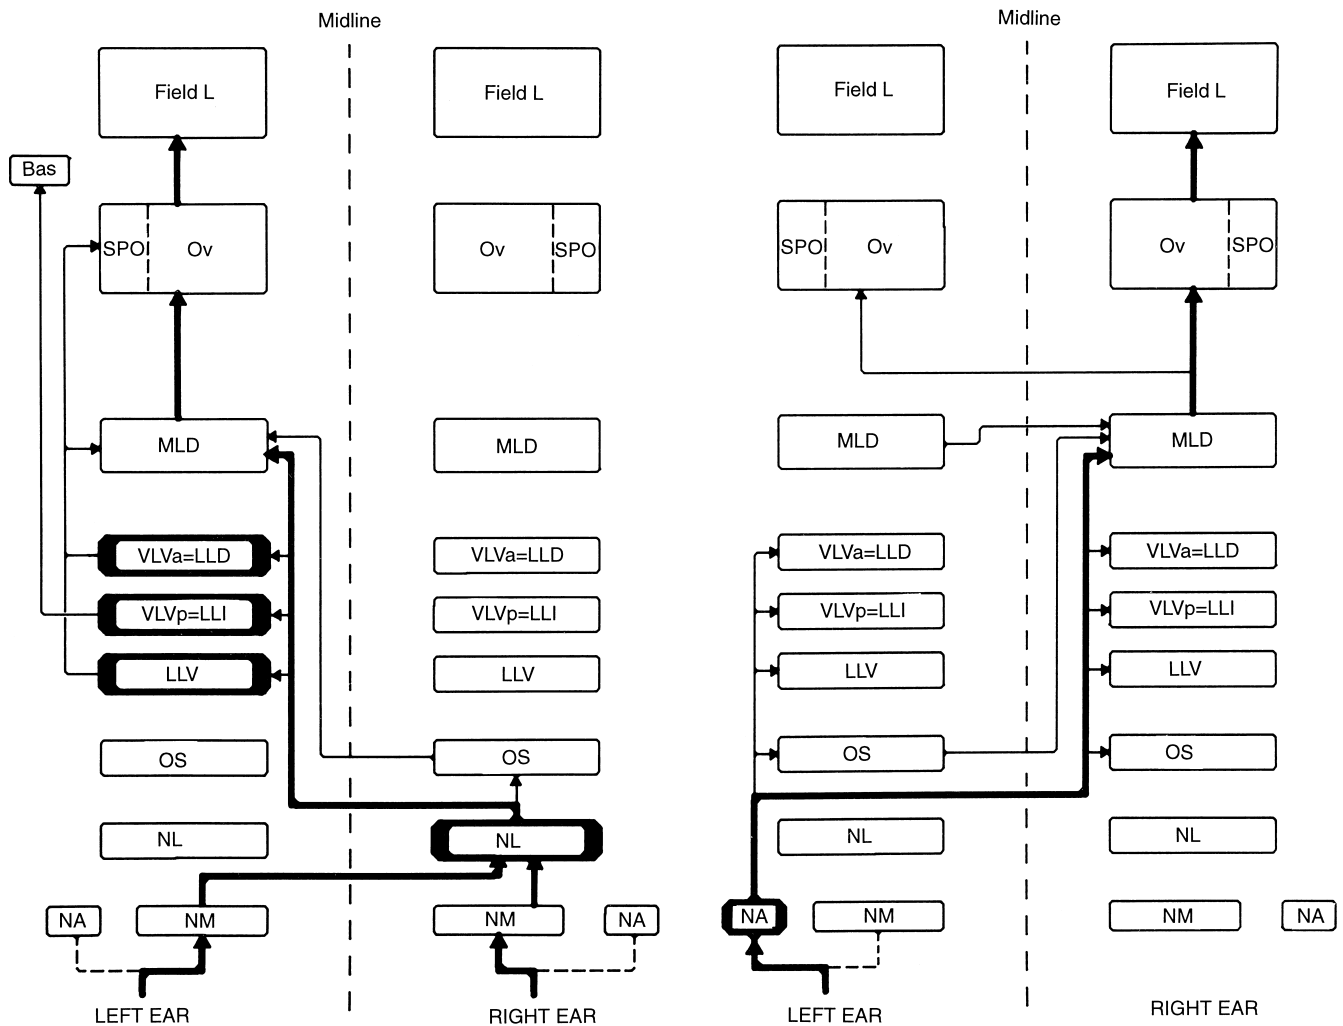 Midline
Midline
Field L
Field L
Field L
Field L
Bas
SPO
Ov
Ov
SPO
SPO
Ov
Ov
SPO
MLD
MLD
MLD
MLD
VLVa=LLD
VLVa=LLD
VLVa=LLD
VLVa=LLD
VLVp=LLI
VLVp=LLI
VLVp=LLI
VLVp=LLI
LLV
LLV
LLV
LLV
OS
OS
OS
OS
NL
NL
NL
NL
NA
NM
NM
NA
NA
NM
NM
NA
LEFT EAR
RIGHT EAR
LEFT EAR
RIGHT EAR